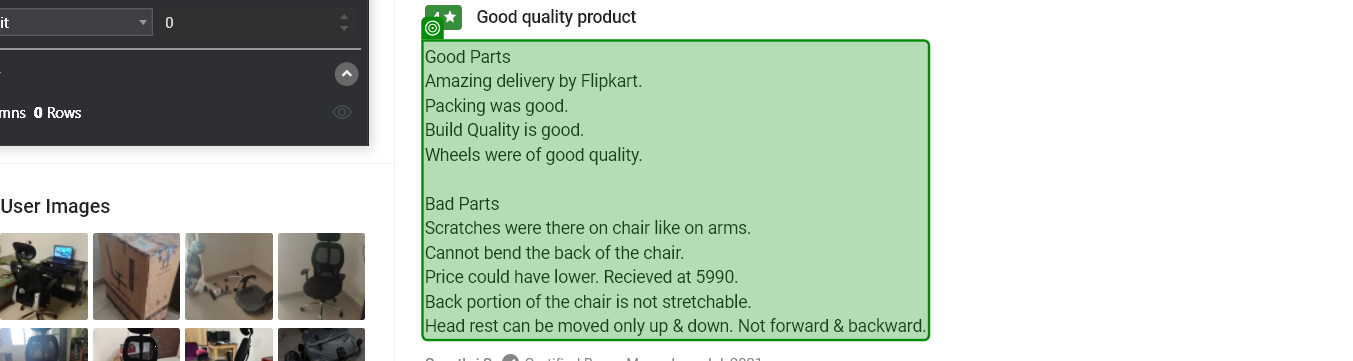 it
0
mns 0 Rows
User Images
4★ Good quality product
Good Parts
Amazing delivery by Flipkart.
Packing was good.
Build Quality is good.
Wheels were of good quality.
Bad Parts
Scratches were there on chair like on arms.
Cannot bend the back of the chair.
Price could have lower. Recieved at 5990.
Back portion of the chair is not stretchable.
Head rest can be moved only up & down. Not forward & backward.